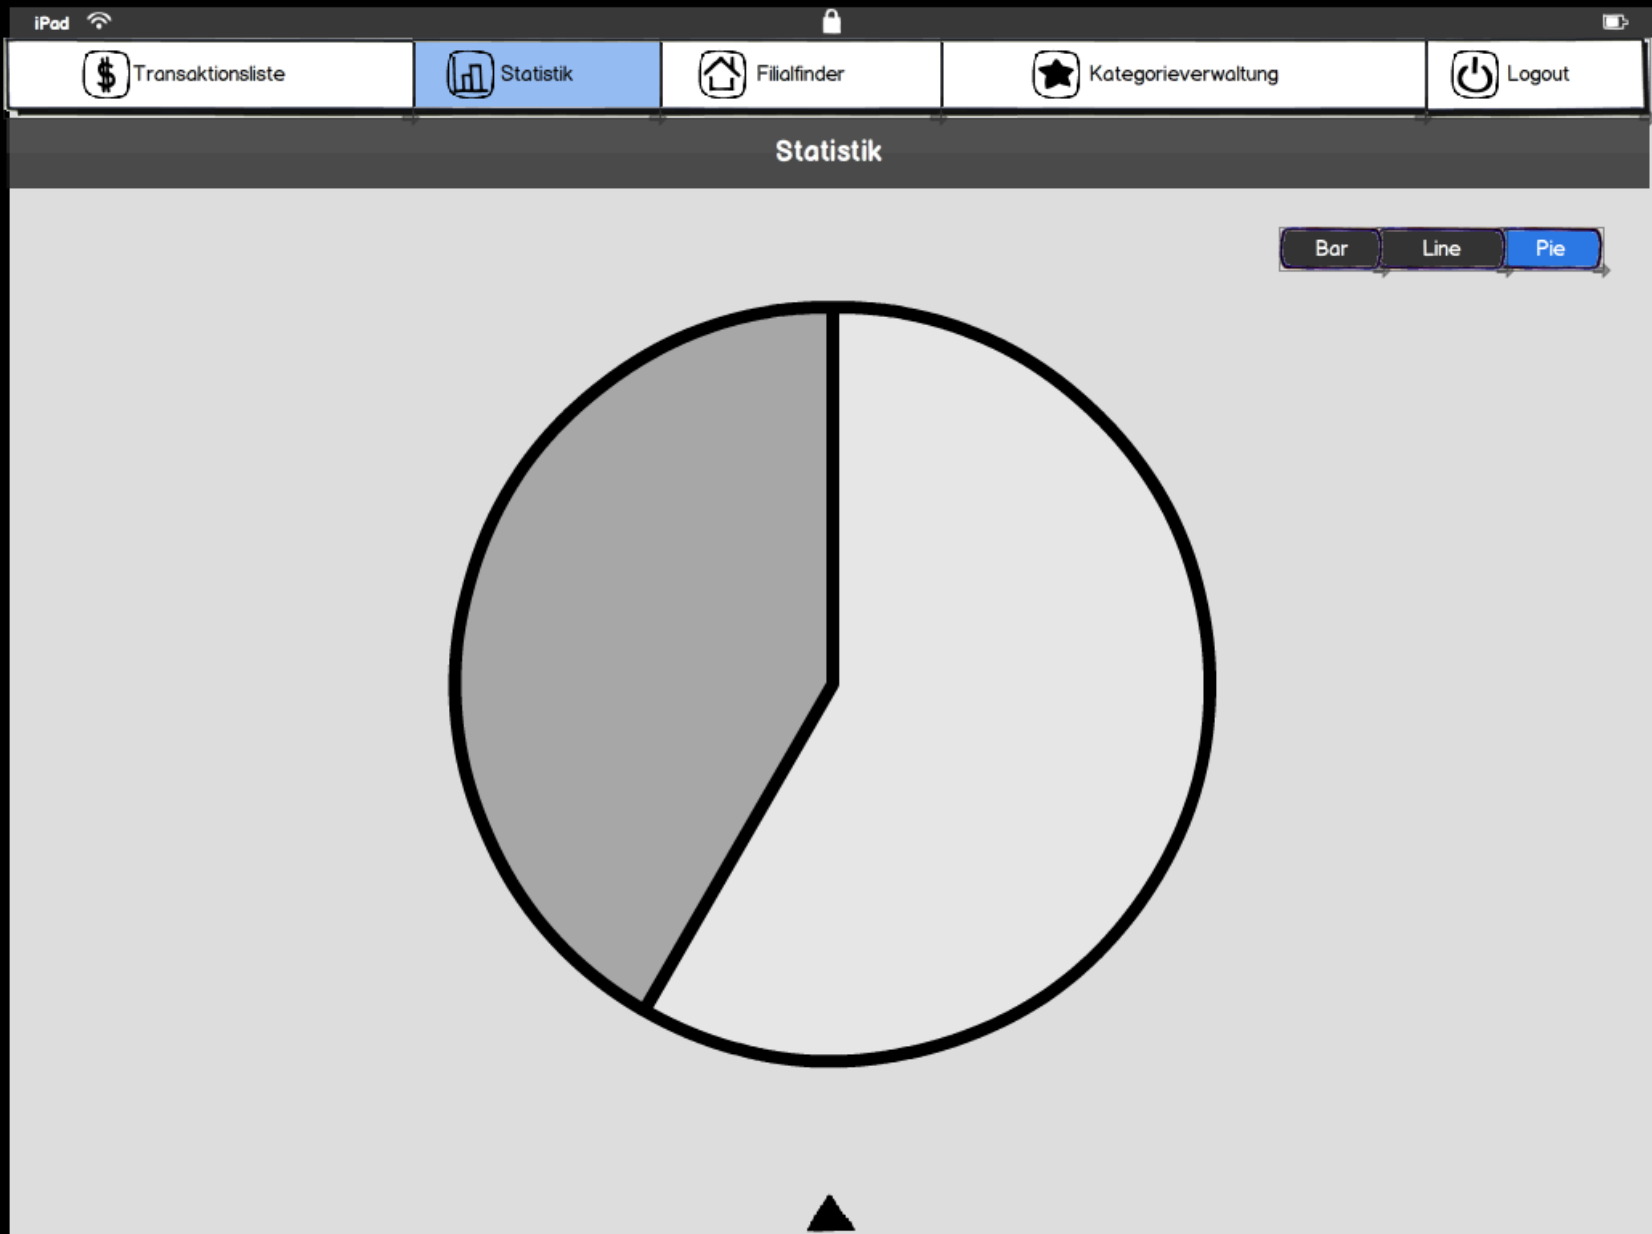 iPad
Transaktionsliste Statistik Filialfinder Kategorieverwaltung Logout
Statistik
Bar Line Pie